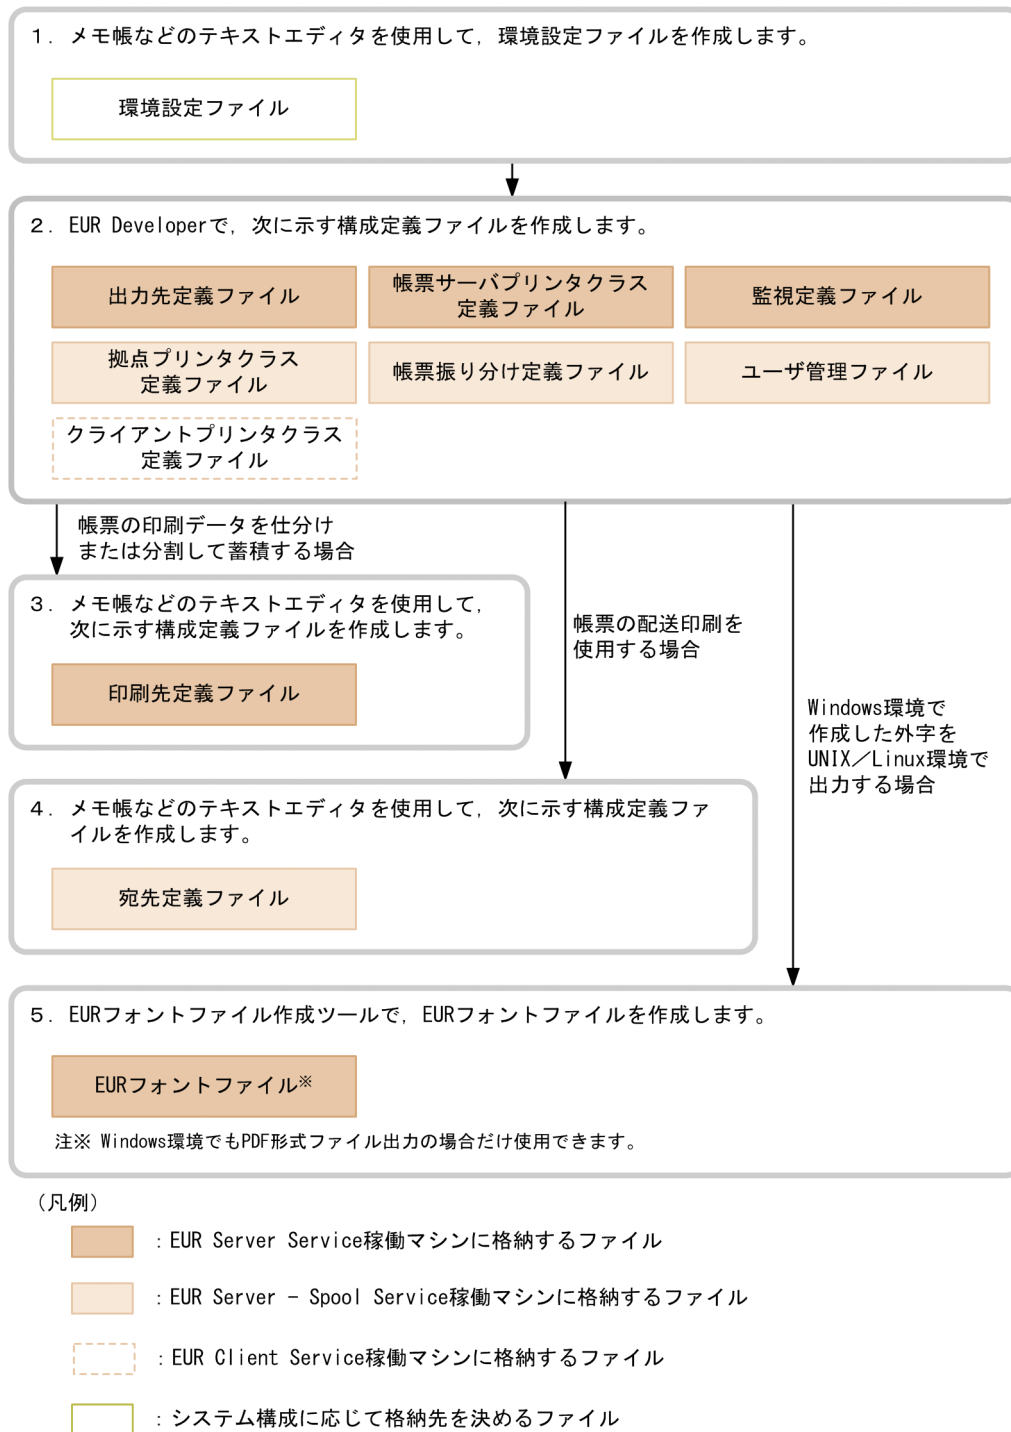 １．メモ帳などのテキストエディタを使用して，環境設定ファイルを作成します。
環境設定ファイル
２．EUR Developerで，次に示す構成定義ファイルを作成します。
出力先定義ファイル
帳票サーバプリンタクラス
定義ファイル
監視定義ファイル
拠点プリンタクラス
定義ファイル
帳票振り分け定義ファイル
ユーザ管理ファイル
クライアントプリンタクラス
定義ファイル
帳票の印刷データを仕分け
または分割して蓄積する場合
３．メモ帳などのテキストエディタを使用して，
次に示す構成定義ファイルを作成します。
印刷先定義ファイル
帳票の配送印刷を
使用する場合
Windows環境で
作成した外字を
UNIX／Linux環境で
出力する場合
４．メモ帳などのテキストエディタを使用して，次に示す構成定義ファ
イルを作成します。
宛先定義ファイル
５．EURフォントファイル作成ツールで，EURフォントファイルを作成します。
EURフォントファイル※
注※ Windows環境でもPDF形式ファイル出力の場合だけ使用できます。
（凡例）
：EUR Server Service稼働マシンに格納するファイル
：EUR Server － Spool Service稼働マシンに格納するファイル
：EUR Client Service稼働マシンに格納するファイル
：システム構成に応じて格納先を決めるファイル